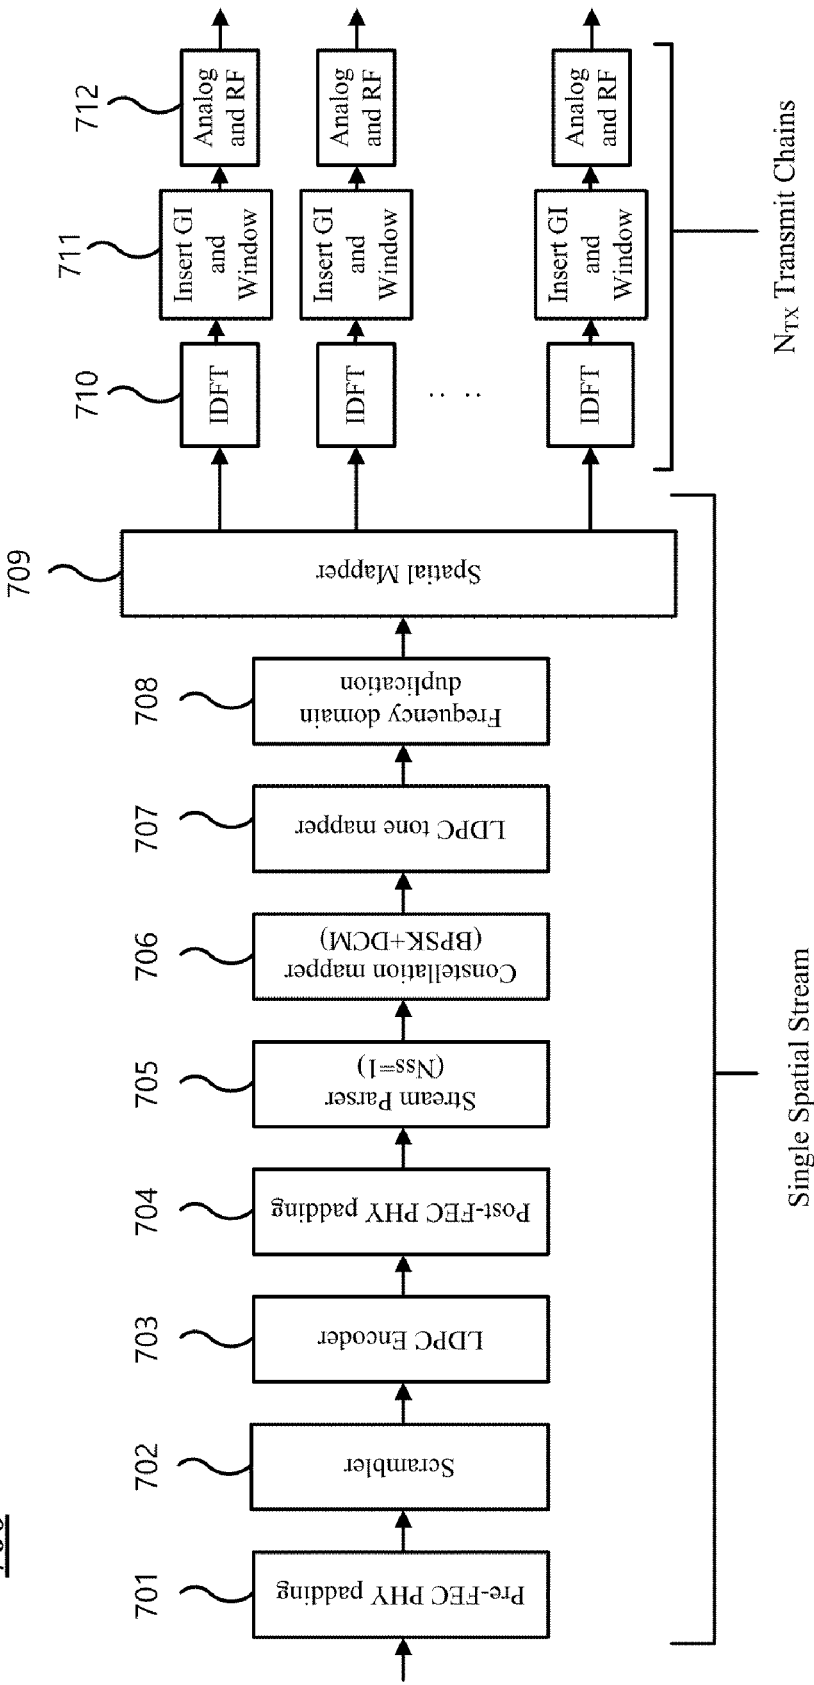 701
Pre-FEC PHY padding
702
Scrambler
703
LDPC Encoder
704
Post-FEC PHY padding
705
Stream Parser
(Nss=1)
706
Constellation mapper
(BPSK+DCM)
707
LDPC tone mapper
708
Frequency domain
duplication
709
Spatial Mapper
710
IDFT
711
Insert GI
and
Window
712
Analog
and RF
IDFT
Insert GI
and
Window
Analog
and RF
IDFT
Insert GI
and
Window
Analog
and RF
Single Spatial Stream
NTX Transmit Chains